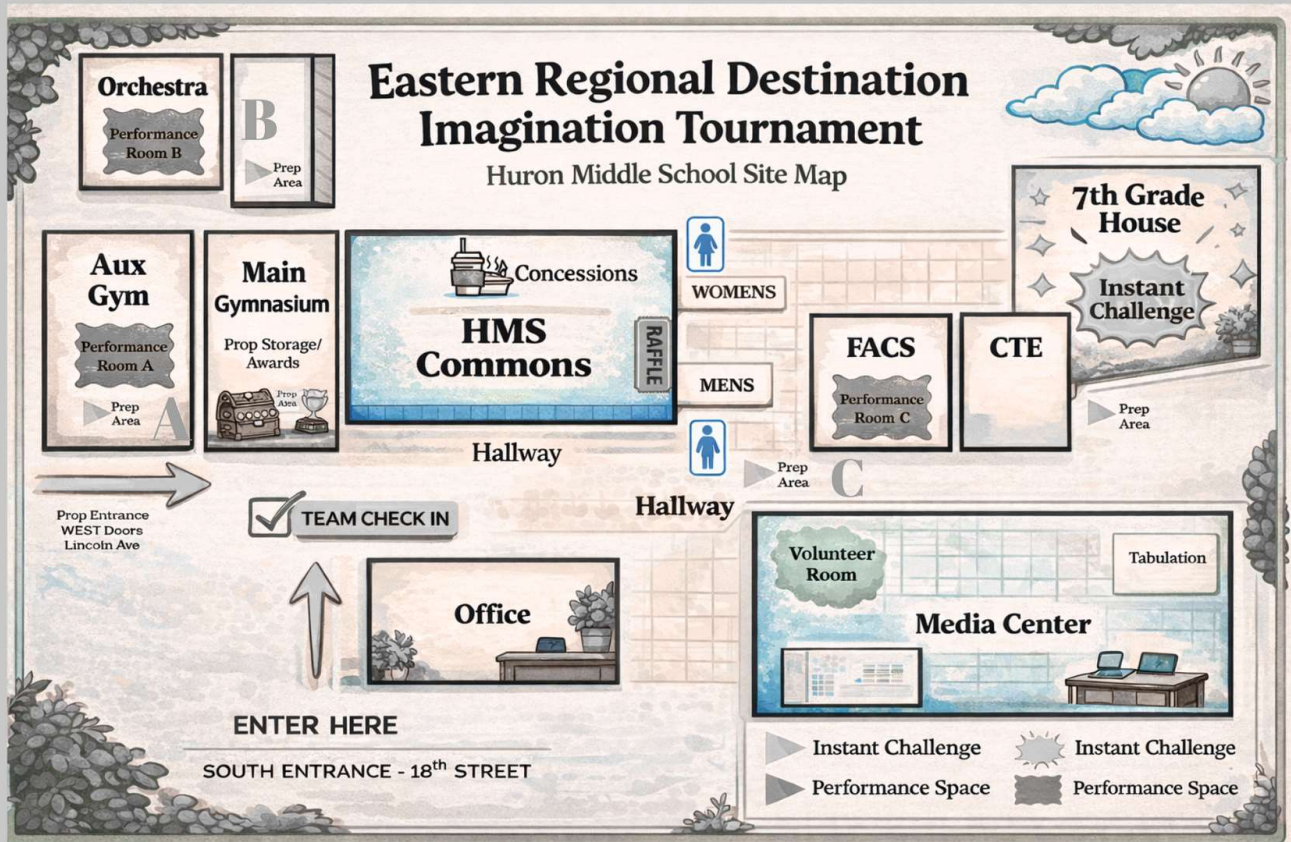 Eastern Regional Destination
Imagination Tournament
Huron Middle School Site Map
Orchestra
Performance
Room B
B
Prep
Area
7th Grade
House
Instant
Challenge
Aux
Gym
Performance
Room A
Prep
Area
A
Main
Gymnasium
Prop Storage/
Awards
Prop
Area
Concessions
HMS
Commons
RAFFLE
WOMENS
MENS
FACS
Performance
Room C
CTE
Prep
Area
Hallway
Prep
Area
C
Hallway
Prop Entrance
WEST Doors
Lincoln Ave
TEAM CHECK IN
Office
Volunteer
Room
Tabulation
Media Center
ENTER HERE
SOUTH ENTRANCE - 18th STREET
Instant Challenge
Instant Challenge
Performance Space
Performance Space